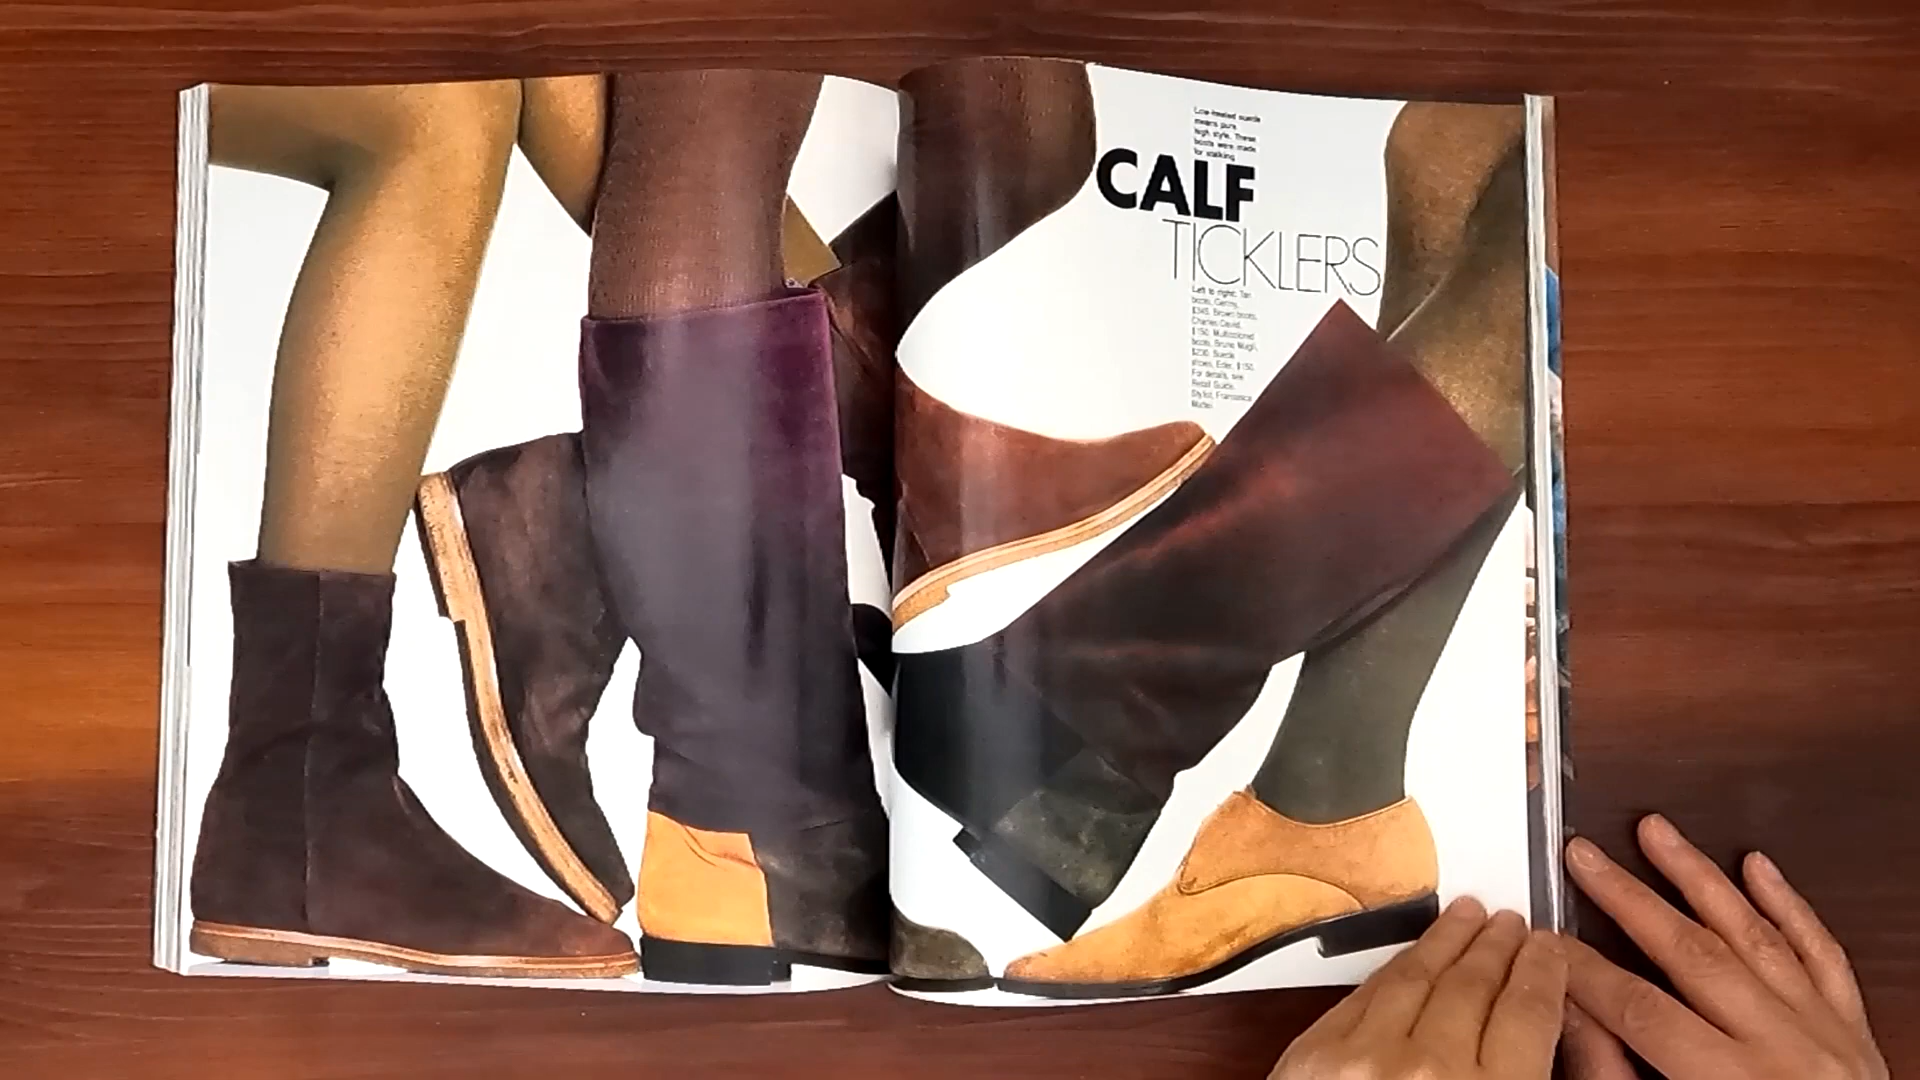 Low-heeled suede
means pure
high style. These
boots were made
for stalking
CALF
TICKLERS
Left to right: Tan
boots, Genny,
$345. Brown boots,
Charles David,
$150. Multicolored
boots, Bruno Magli,
$230. Suede
shoes, Eder, $150.
For details, see
Retail Guide.
Stylist, Francesca